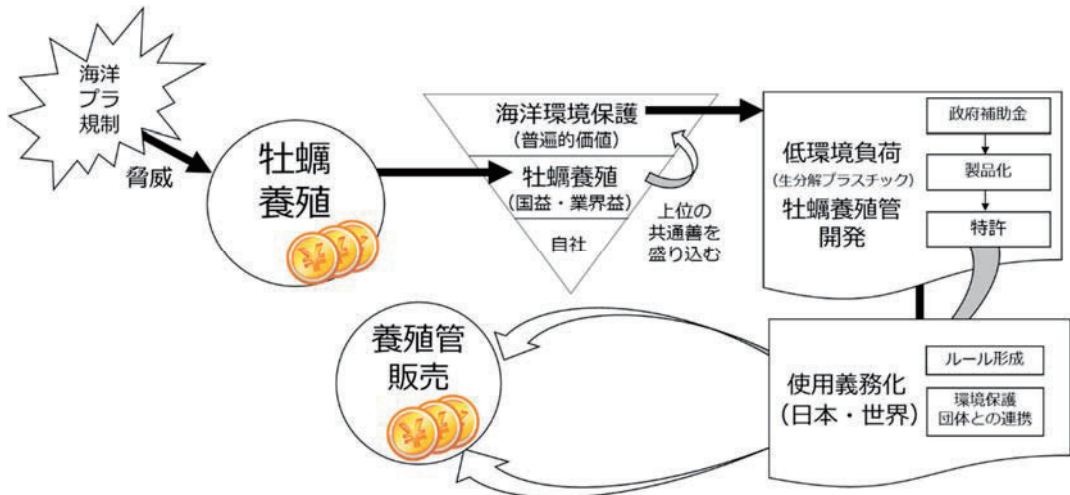 海洋
プラ
規制
脅威
牡蠣
養殖
¥
海洋環境保護
(普遍的価値)
牡蠣養殖
(国益・業界益)
自社
上位の
共通善を
盛り込む
低環境負荷
(生分解プラスチック)
牡蠣養殖管
開発
政府補助金
製品化
特許
養殖管
販売
¥
使用義務化
(日本・世界)
ルール形成
環境保護
団体との連携